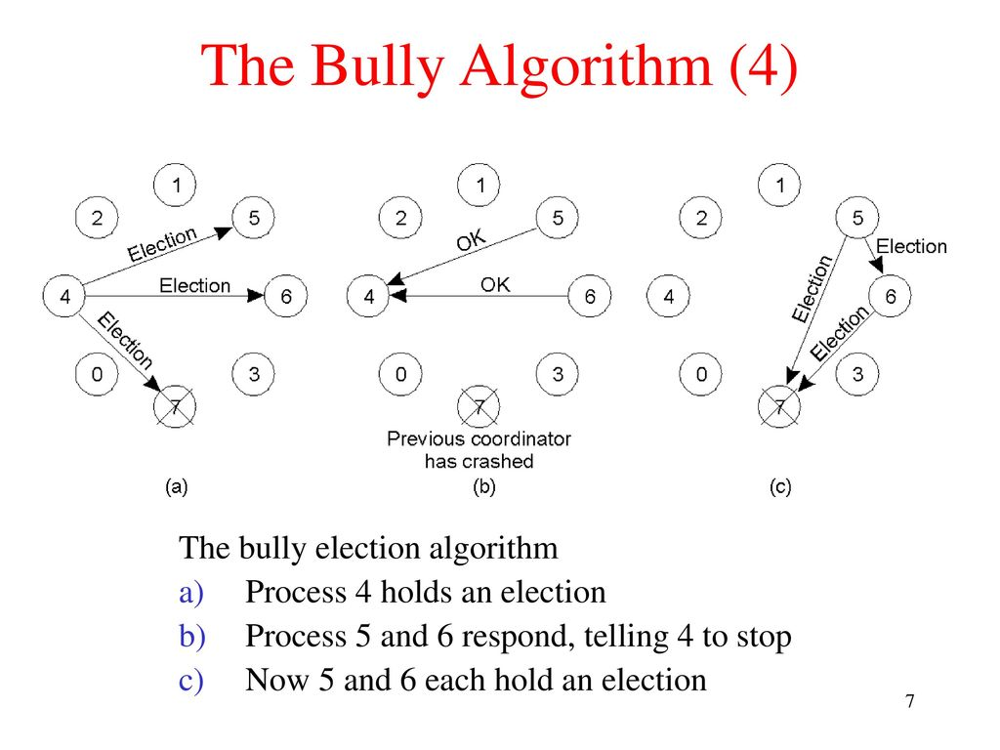 The Bully Algorithm (4)
1
2
5
Election
Election
4
6
Election
0
3
7
(a)
1
2
5
OK
OK
4
6
0
3
7
Previous coordinator
has crashed
(b)
1
2
5
Election
Election
4
6
Election
0
3
7
(c)
The bully election algorithm
a) Process 4 holds an election
b) Process 5 and 6 respond, telling 4 to stop
c) Now 5 and 6 each hold an election
7